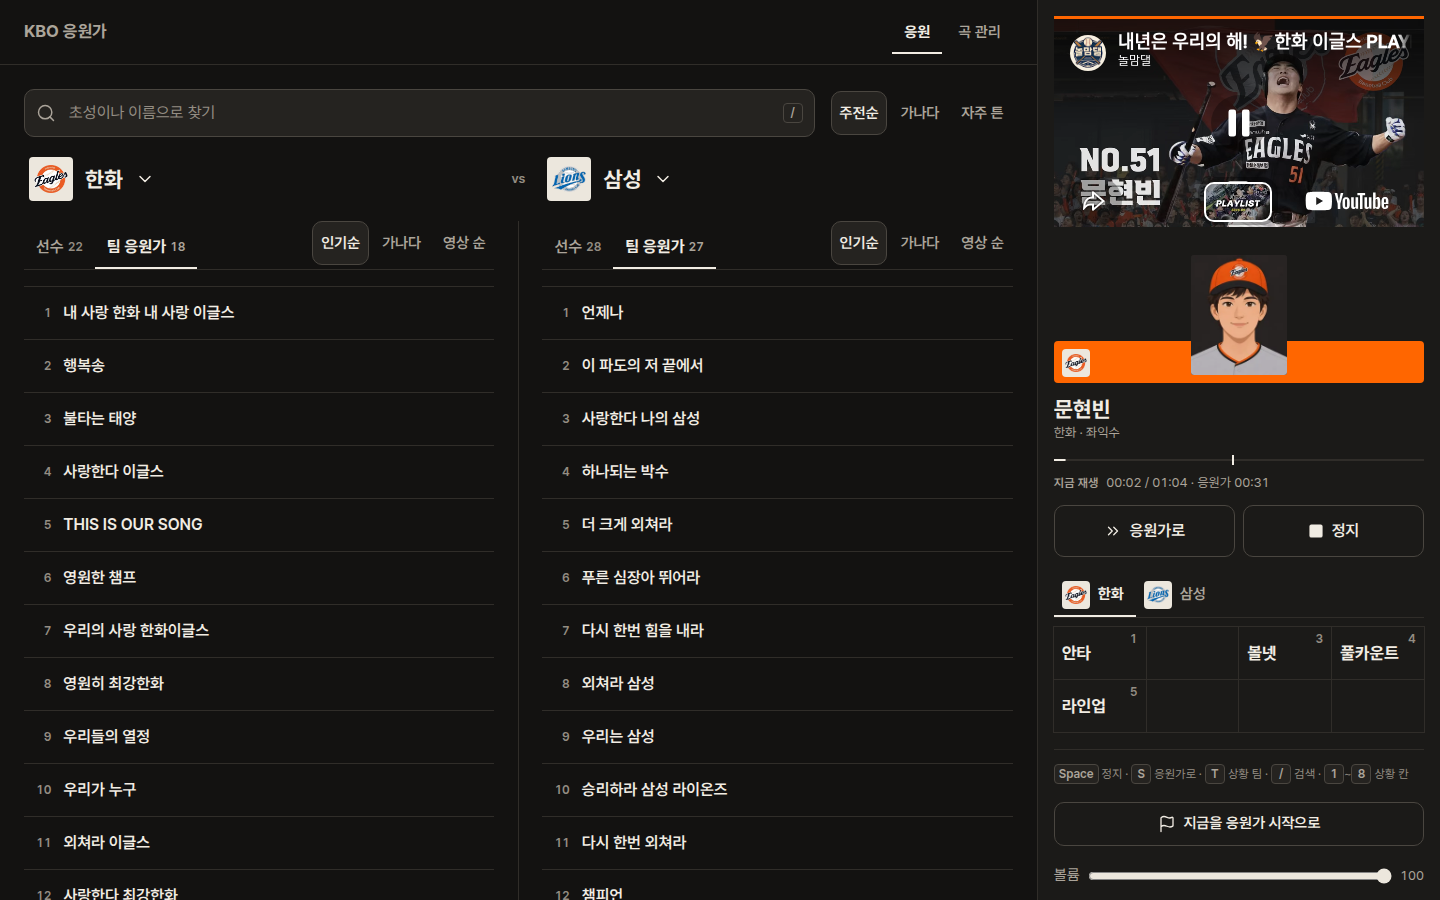 KBO 응원가
응원
곡 관리
초성이나 이름으로 찾기
/
주전순
가나다
자주 튼
Eagles
한화
vs
Lions
삼성
선수 22
팀 응원가 18
인기순
가나다
영상 순
1 내 사랑 한화 내 사랑 이글스
2 행복송
3 불타는 태양
4 사랑한다 이글스
5 THIS IS OUR SONG
6 영원한 챔프
7 우리의 사랑 한화이글스
8 영원히 최강한화
9 우리들의 열정
10 우리가 누구
11 외쳐라 이글스
12 사랑한다 최강한화
선수 28
팀 응원가 27
인기순
가나다
영상 순
1 언제나
2 이 파도의 저 끝에서
3 사랑한다 나의 삼성
4 하나되는 박수
5 더 크게 외쳐라
6 푸른 심장아 뛰어라
7 다시 한번 힘을 내라
8 외쳐라 삼성
9 우리는 삼성
10 승리하라 삼성 라이온즈
11 다시 한번 외쳐라
12 챔피언
내년은 우리의 해! 한화 이글스 PLAY
놀맘댈
놀맘댈
Eagles
EAGLES
51
NO.51
문현빈
PLAYLIST
YouTube
Eagles
Eagles
문현빈
한화 · 좌익수
지금 재생 00:02 / 01:04 · 응원가 00:31
응원가로
정지
Eagles
한화
Lions
삼성
안타 1
볼넷 3
풀카운트 4
라인업 5
Space 정지 · S 응원가로 · T 상황 팀 · / 검색 · 1 – 8 상황 칸
지금을 응원가 시작으로
볼륨 100